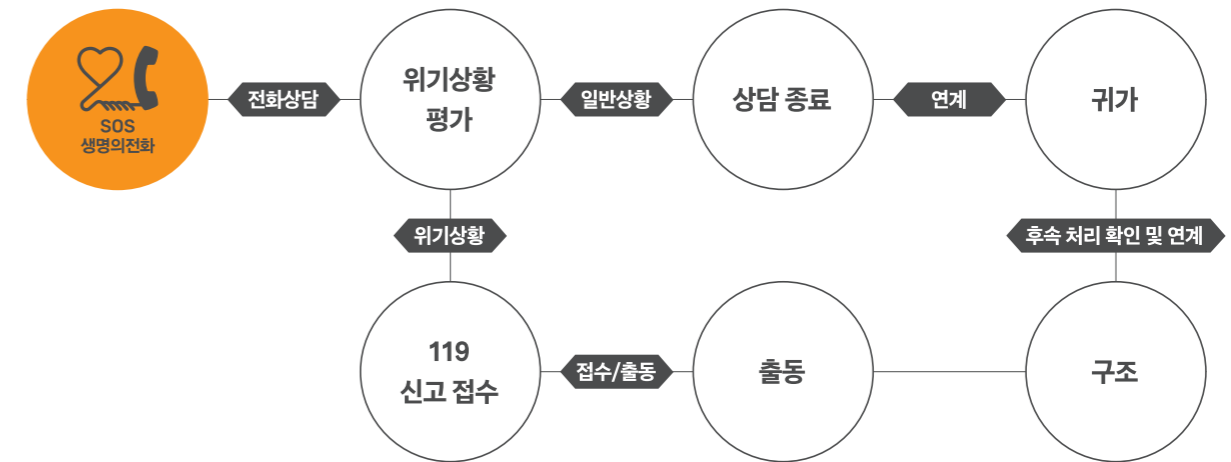 SOS
생명의전화
전화상담
위기상황
평가
일반상황
상담 종료
연계
귀가
위기상황
후속 처리 확인 및 연계
119
신고 접수
접수/출동
출동
구조